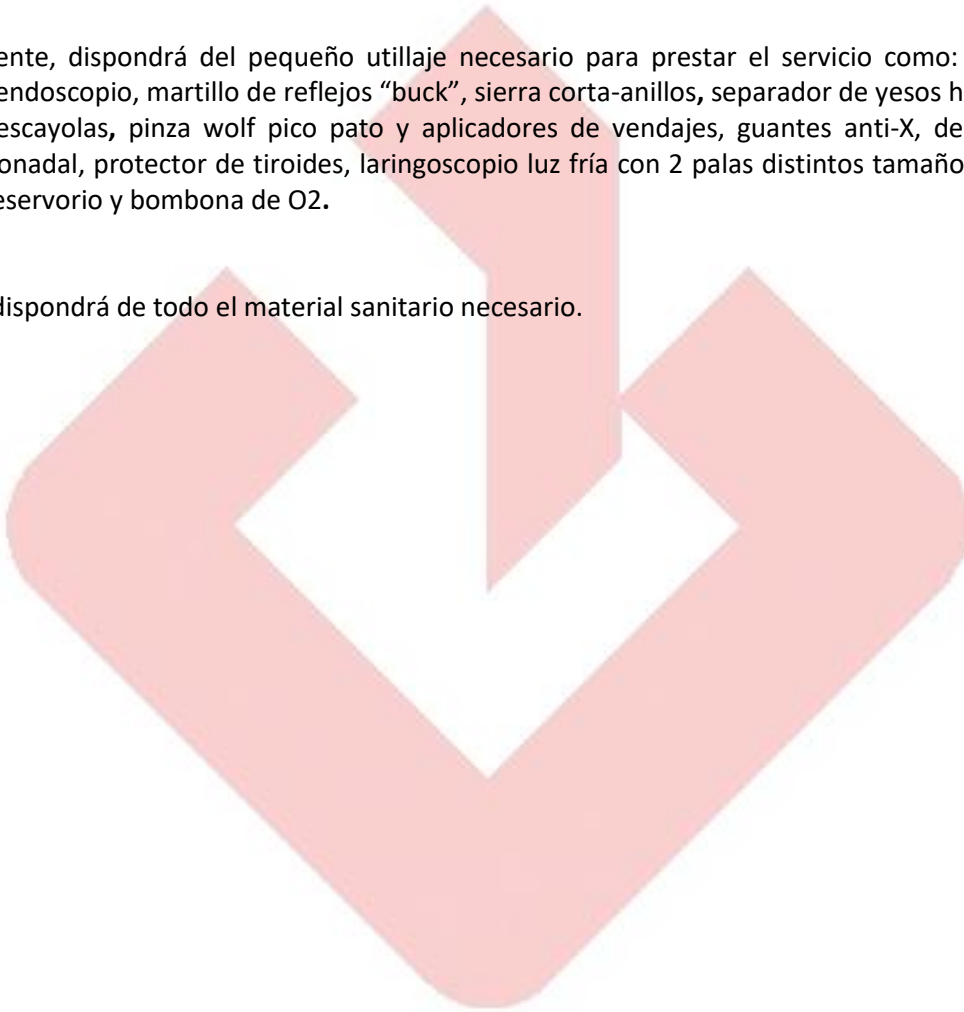 ente, dispondrá del pequeño utillaje necesario para prestar el servicio como:
endoscopio, martillo de reflejos “buck”, sierra corta-anillos, separador de yesos h
escayolas, pinza wolf pico pato y aplicadores de vendajes, guantes anti-X, de
onadal, protector de tiroides, laringoscopio luz fría con 2 palas distintos tamaño
eservorio y bombona de O2.
dispondrá de todo el material sanitario necesario.